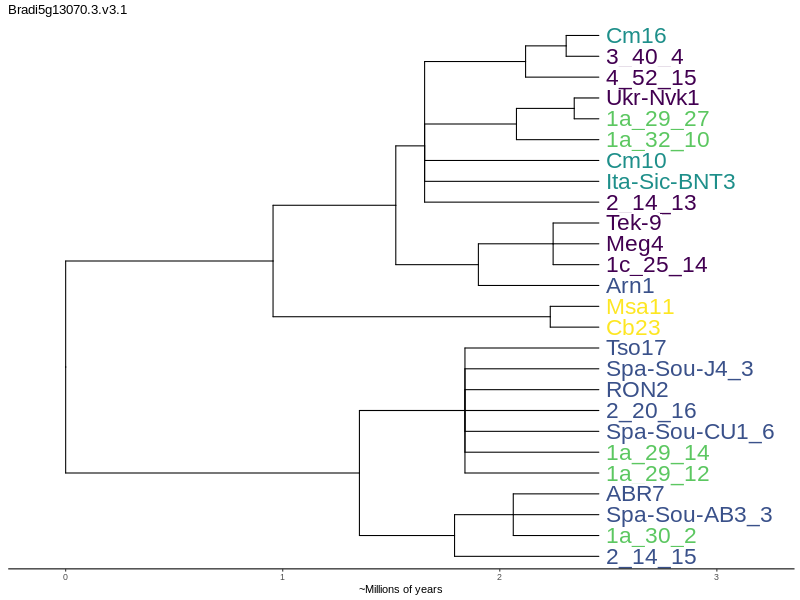 Bradi5g13070.3.v3.1
Cm16
3_40_4
4_52_15
Ukr-Nvk1
1a_29_27
1a_32_10
Cm10
Ita-Sic-BNT3
2_14_13
Tek-9
Meg4
1c_25_14
Arn1
Msa11
Cb23
Tso17
Spa-Sou-J4_3
RON2
2_20_16
Spa-Sou-CU1_6
1a_29_14
1a_29_12
ABR7
Spa-Sou-AB3_3
1a_30_2
2_14_15
0 1 2 3
~Millions of years